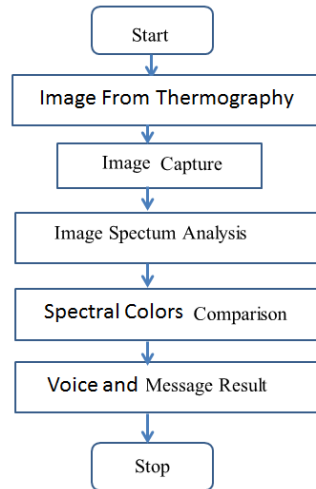 Start
Image From Thermography
Image Capture
Image Spectum Analysis
Spectral Colors Comparison
Voice and Message Result
Stop